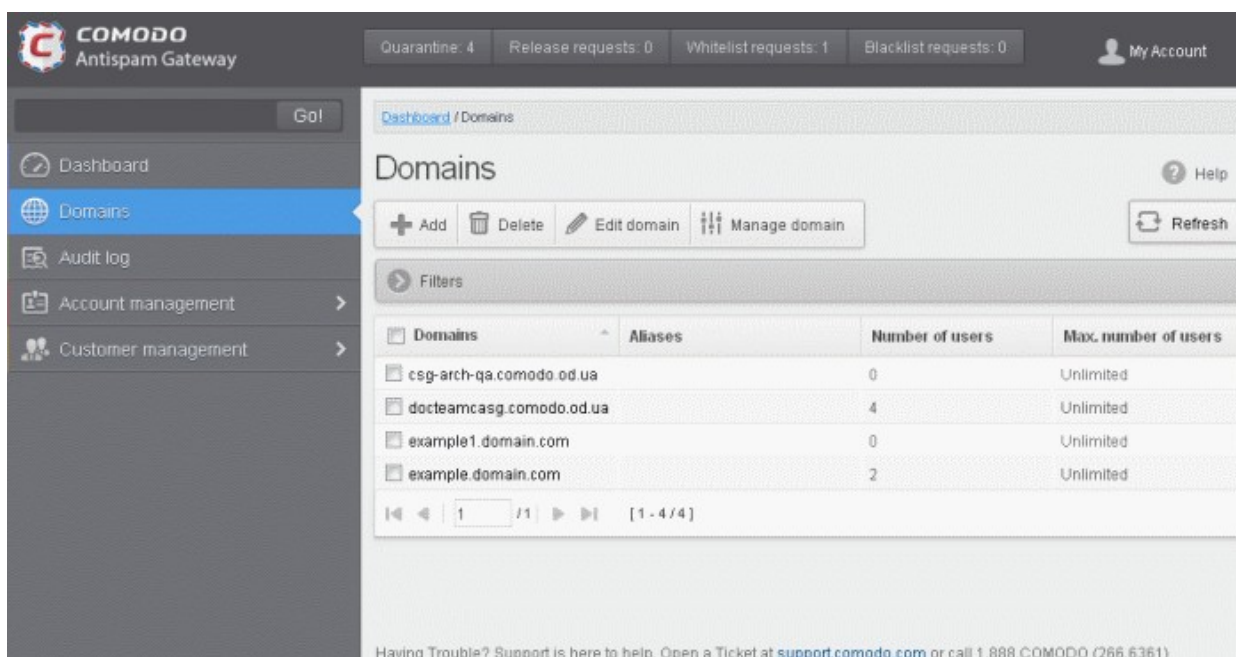 COMODO
Antispam Gateway
Quarantine: 4 Release requests: 0 Whitelist requests: 1 Blacklist requests: 0
My Account
Go!
Dashboard
Domains
Audit log
Account management
Customer management
Dashboard / Domains
Domains
Help
Add Delete Edit domain Manage domain
Refresh
Filters
Domains Aliases Number of users Max. number of users
csg-arch-qa.comodo.od.ua 0 Unlimited
docteamcasg.comodo.od.ua 4 Unlimited
example1.domain.com 0 Unlimited
example.domain.com 2 Unlimited
1 /1 [1 - 4 / 4]
Having Trouble? Support is here to help. Open a Ticket at support.comodo.com or call 1 888 COMODO (266 6361)